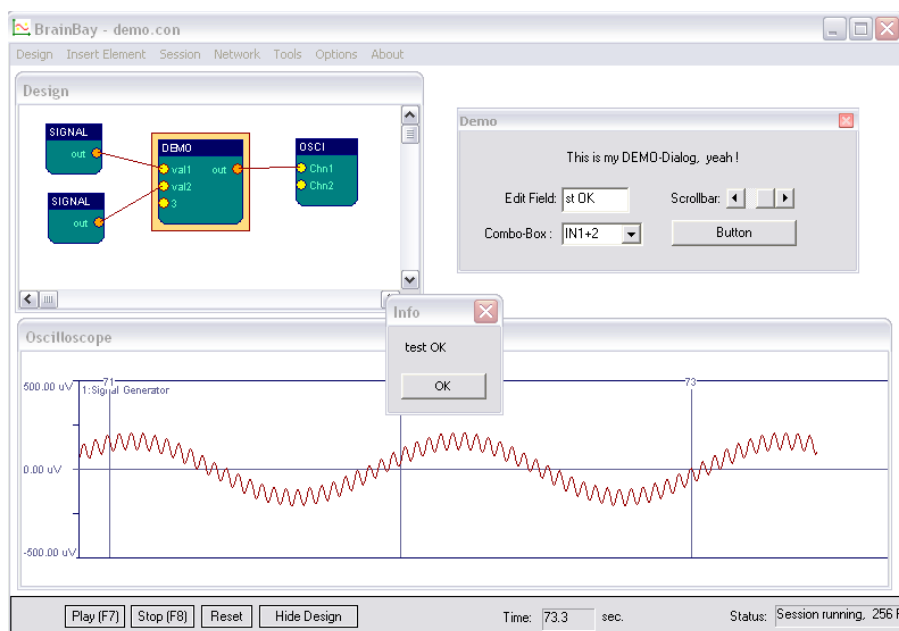 BrainBay - demo.con
Design Insert Element Session Network Tools Options About
Design
SIGNAL
out
SIGNAL
out
DEMO
val1 out
val2
3
OSCI
Chn1
Chn2
Demo
This is my DEMO-Dialog, yeah !
Edit Field: st OK Scrollbar:
Combo-Box : IN1+2 Button
Info
test OK
OK
Oscilloscope
500.00 uV
71
73
1:Signal Generator
0.00 uV
-500.00 uV
Play (F7) Stop (F8) Reset Hide Design Time: 73.3 sec. Status: Session running, 256